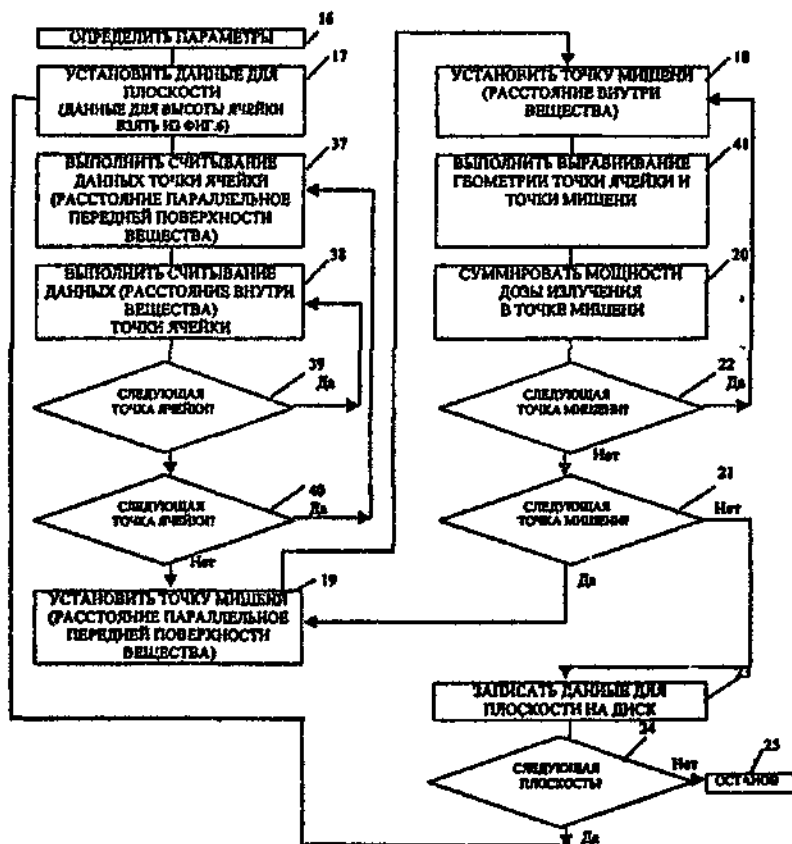 ОПРЕДЕЛИТЬ ПАРАМЕТРЫ
16
УСТАНОВИТЬ ДАННЫЕ ДЛЯ
ПЛОСКОСТИ
(ДАННЫЕ ДЛЯ ВЫСОТЫ ЯЧЕЙКИ
ВЗЯТЬ ИЗ ФИГ.6)
17
ВЫПОЛНИТЬ СЧИТЫВАНИЕ
ДАННЫХ ТОЧКИ ЯЧЕЙКИ
(РАССТОЯНИЕ ПАРАЛЛЕЛЬНОЕ
ПЕРЕДНЕЙ ПОВЕРХНОСТИ
ВЕЩЕСТВА)
37
ВЫПОЛНИТЬ СЧИТЫВАНИЕ
ДАННЫХ (РАССТОЯНИЕ ВНУТРИ
ВЕЩЕСТВА)
ТОЧКИ ЯЧЕЙКИ
38
СЛЕДУЮЩАЯ
ТОЧКА ЯЧЕЙКИ?
39
Да
СЛЕДУЮЩАЯ
ТОЧКА ЯЧЕЙКИ?
40
Да
Нет
УСТАНОВИТЬ ТОЧКУ МИШЕНИ
(РАССТОЯНИЕ ПАРАЛЛЕЛЬНОЕ
ПЕРЕДНЕЙ ПОВЕРХНОСТИ
ВЕЩЕСТВА)
19
УСТАНОВИТЬ ТОЧКУ МИШЕНИ
(РАССТОЯНИЕ ВНУТРИ
ВЕЩЕСТВА)
18
ВЫПОЛНИТЬ ВЫРАВНИВАНИЕ
ГЕОМЕТРИИ ТОЧКИ ЯЧЕЙКИ И
ТОЧКИ МИШЕНИ
41
СУММИРОВАТЬ МОЩНОСТИ
ДОЗЫ ИЗЛУЧЕНИЯ
В ТОЧКЕ МИШЕНИ
20
СЛЕДУЮЩАЯ
ТОЧКА МИШЕНИ?
22
Да
Нет
СЛЕДУЮЩАЯ
ТОЧКА МИШЕНИ?
21
Нет
Да
ЗАПИСАТЬ ДАННЫЕ ДЛЯ
ПЛОСКОСТИ НА ДИСК
СЛЕДУЮЩАЯ
ПЛОСКОСТЬ?
24
Нет
25
ОСТАНОВ
Да